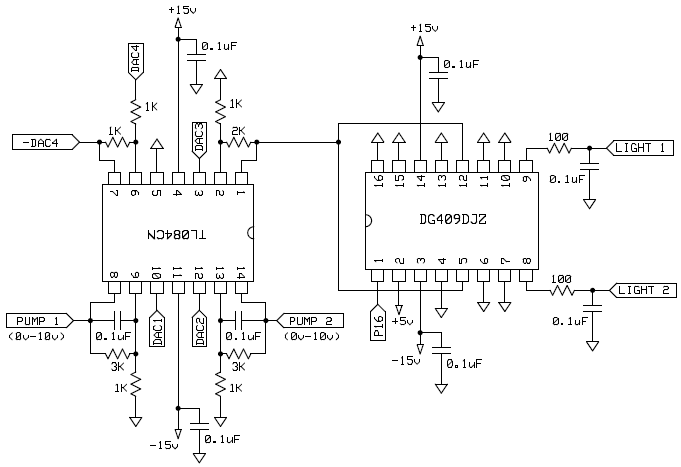 +15v
0.1uF
DAC4
1K
1K
-DAC4
DAC3
1K
2K
7 6 5 4 3 2 1
TL084CN
8 9 10 11 12 13 14
PUMP 1
(0v-10v)
0.1uF
3K
1K
DAC1
DAC2
0.1uF
3K
1K
PUMP 2
(0v-10v)
-15v
0.1uF
+15v
0.1uF
16 15 14 13 12 11 10 9
DG409DJZ
1 2 3 4 5 6 7 8
P16
+5v
-15v
0.1uF
100
LIGHT 1
0.1uF
100
LIGHT 2
0.1uF